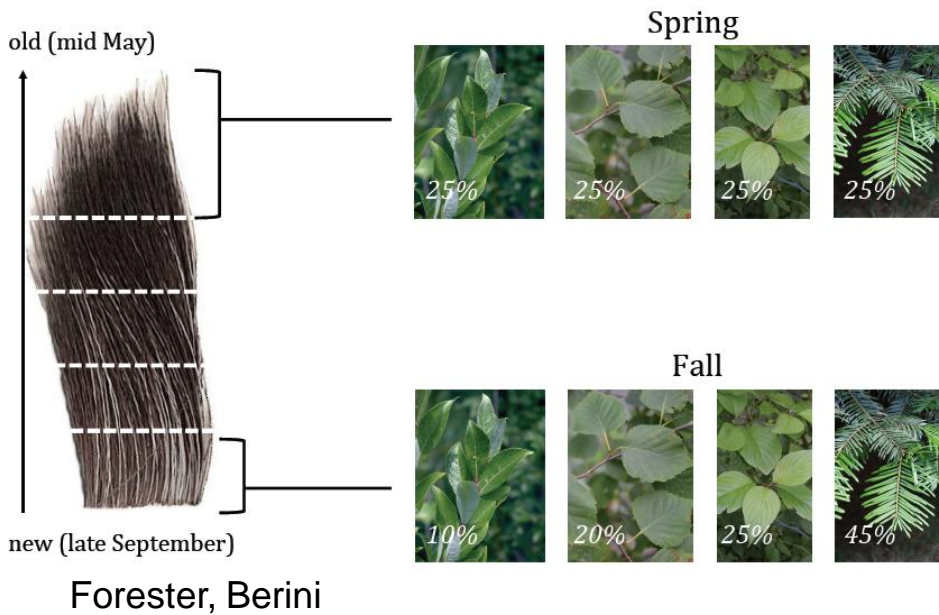 old (mid May)
Spring
25%
25%
25%
25%
Fall
10%
20%
25%
45%
new (late September)
Forester, Berini